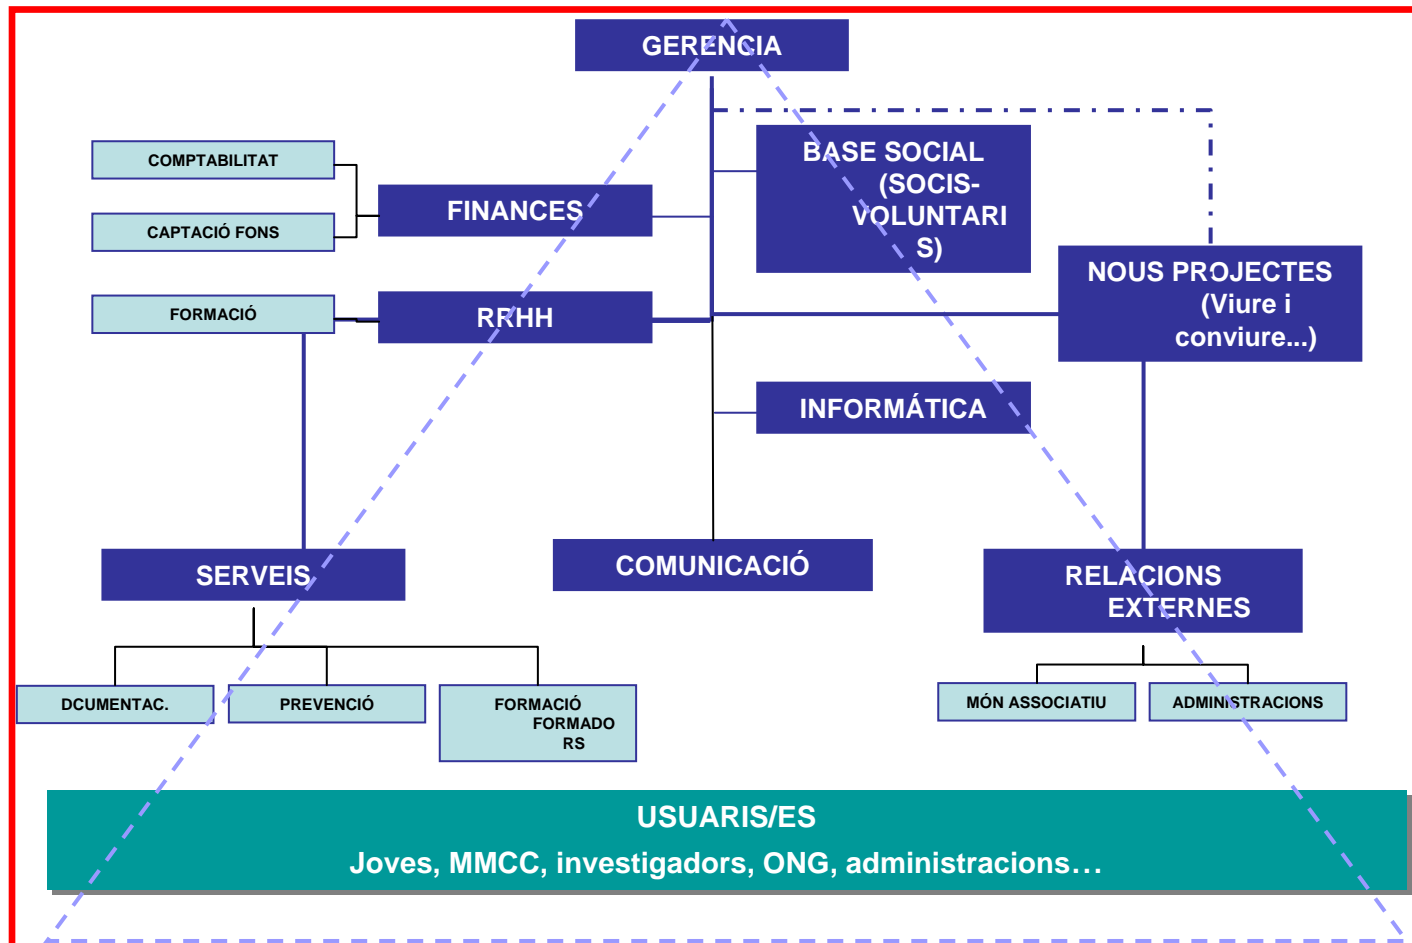 GERENCIA
BASE SOCIAL
(SOCIS-
VOLUNTARI
S)
COMPTABILITAT
FINANCES
CAPTACIÓ FONS
NOUS PROJECTES
(Viure i
conviure...)
FORMACIÓ
RRHH
INFORMÁTICA
SERVEIS
COMUNICACIÓ
RELACIONS
EXTERNES
DCUMENTAC.
PREVENCIÓ
FORMACIÓ
FORMADO
RS
MÓN ASSOCIATIU
ADMINISTRACIONS
USUARIS/ES
Joves, MMCC, investigadors, ONG, administracions…